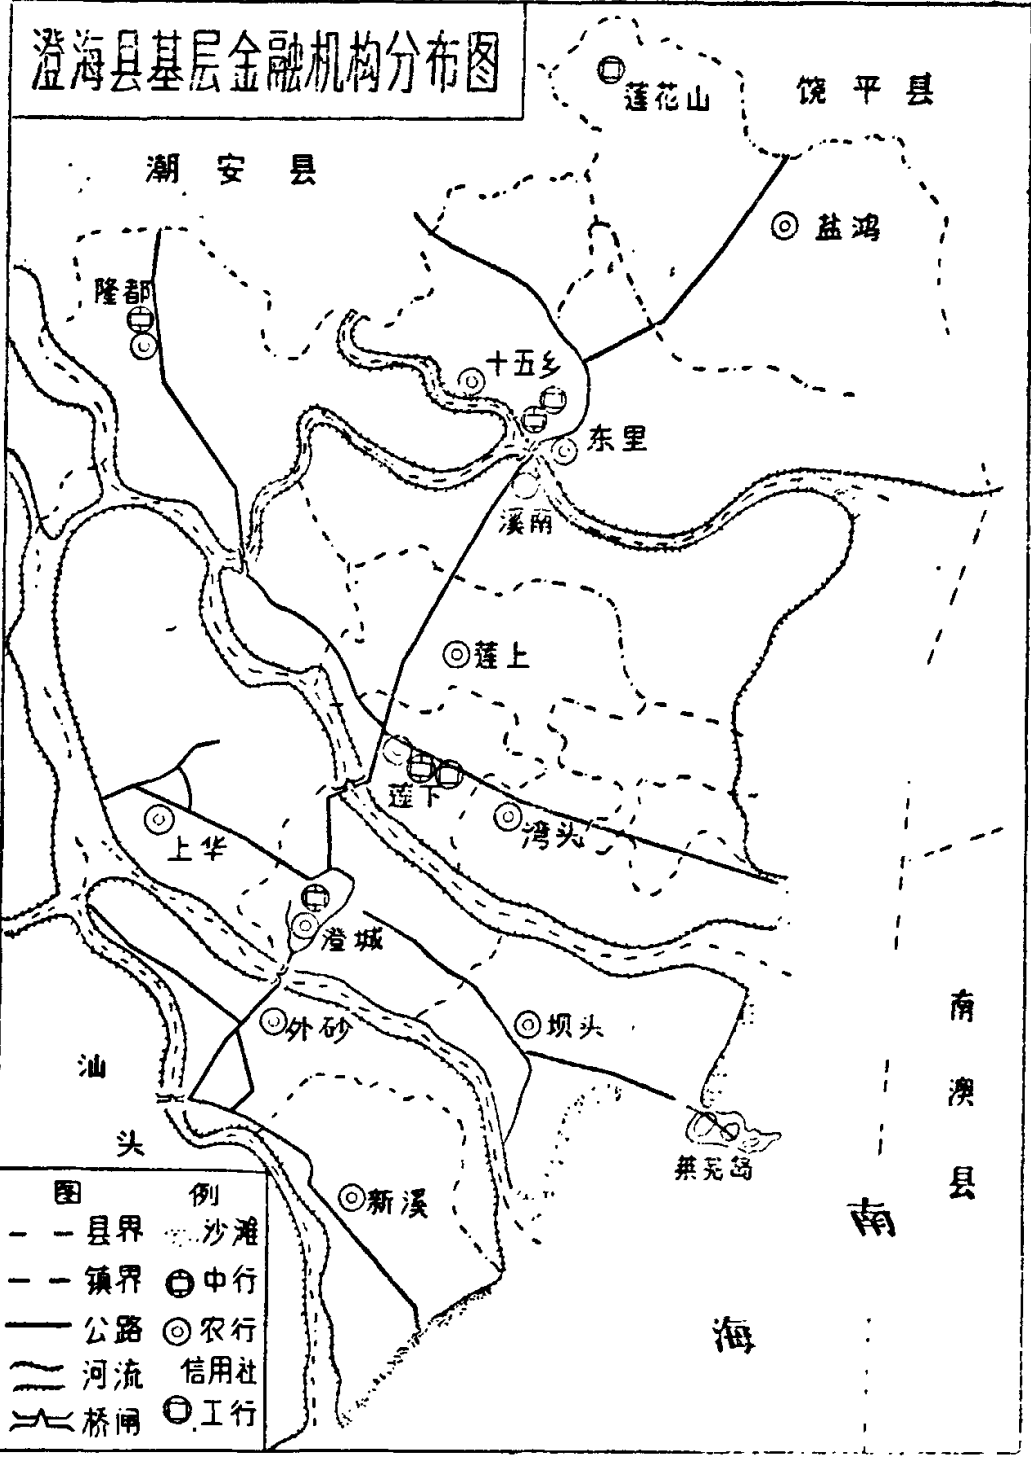 澄海县基层金融机构分布图
莲花山
饶平县
潮安县
盐鸿
隆都
十五乡
东里
溪南
莲上
莲下
湾头
上华
澄城
外砂
坝头
南澳县
汕头
莱芜岛
新溪
南海
图例
县界
沙滩
镇界
中行
公路
农行
河流
信用社
桥闸
工行